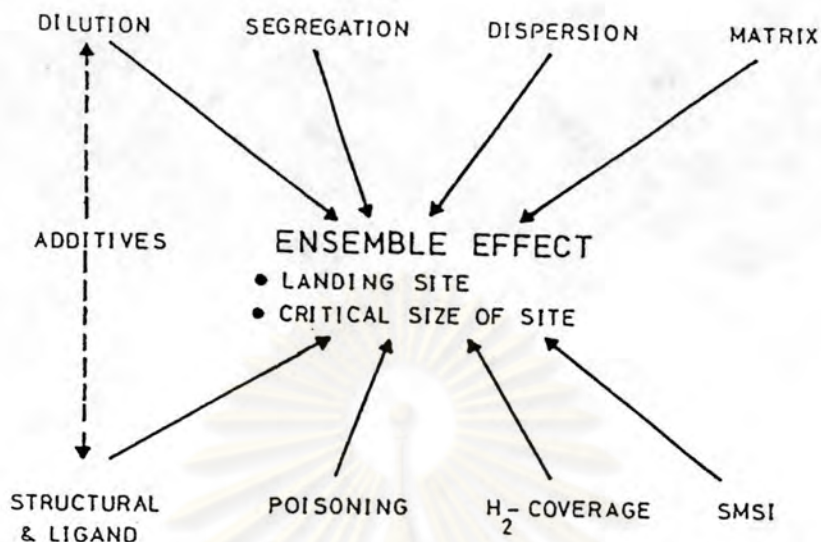 DILUTION
SEGREGATION
DISPERSION
MATRIX
ADDITIVES
ENSEMBLE EFFECT
• LANDING SITE
• CRITICAL SIZE OF SITE
STRUCTURAL
& LIGAND
POISONING
H₂-COVERAGE
SMSI